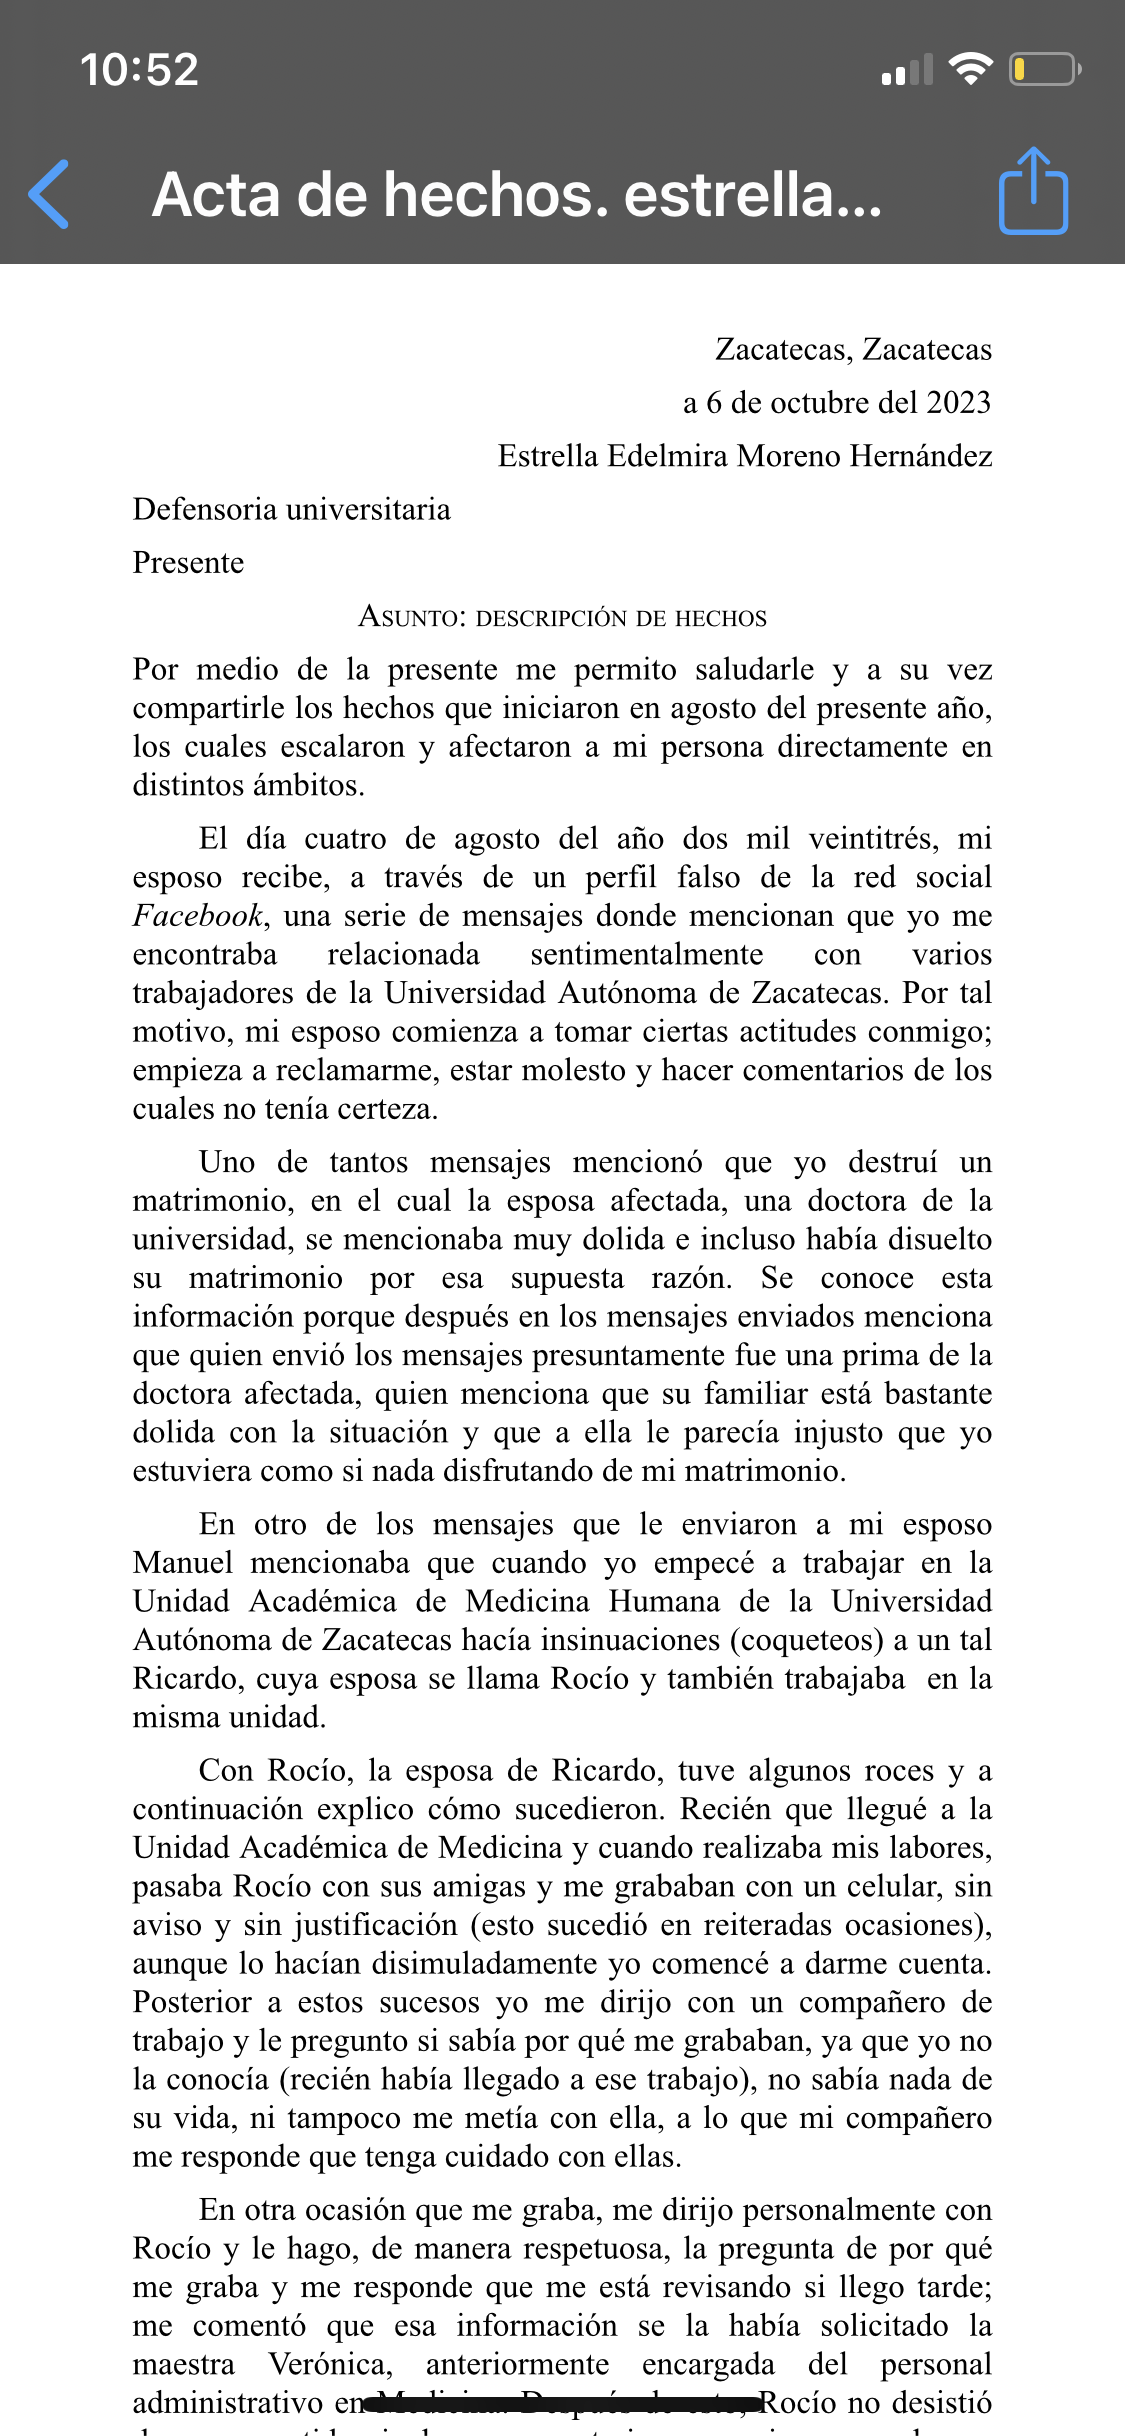 10:52
Acta de hechos. estrella...
Zacatecas, Zacatecas
a 6 de octubre del 2023
Estrella Edelmira Moreno Hernández
Defensoria universitaria
Presente
ASUNTO: DESCRIPCIÓN DE HECHOS
Por medio de la presente me permito saludarle y a su vez
compartirle los hechos que iniciaron en agosto del presente año,
los cuales escalaron y afectaron a mi persona directamente en
distintos ámbitos.
El día cuatro de agosto del año dos mil veintitrés, mi
esposo recibe, a través de un perfil falso de la red social
Facebook, una serie de mensajes donde mencionan que yo me
encontraba relacionada sentimentalmente con varios
trabajadores de la Universidad Autónoma de Zacatecas. Por tal
motivo, mi esposo comienza a tomar ciertas actitudes conmigo;
empieza a reclamarme, estar molesto y hacer comentarios de los
cuales no tenía certeza.
Uno de tantos mensajes mencionó que yo destruí un
matrimonio, en el cual la esposa afectada, una doctora de la
universidad, se mencionaba muy dolida e incluso había disuelto
su matrimonio por esa supuesta razón. Se conoce esta
información porque después en los mensajes enviados menciona
que quien envió los mensajes presuntamente fue una prima de la
doctora afectada, quien menciona que su familiar está bastante
dolida con la situación y que a ella le parecía injusto que yo
estuviera como si nada disfrutando de mi matrimonio.
En otro de los mensajes que le enviaron a mi esposo
Manuel mencionaba que cuando yo empecé a trabajar en la
Unidad Académica de Medicina Humana de la Universidad
Autónoma de Zacatecas hacía insinuaciones (coqueteos) a un tal
Ricardo, cuya esposa se llama Rocío y también trabajaba en la
misma unidad.
Con Rocío, la esposa de Ricardo, tuve algunos roces y a
continuación explico cómo sucedieron. Recién que llegué a la
Unidad Académica de Medicina y cuando realizaba mis labores,
pasaba Rocío con sus amigas y me grababan con un celular, sin
aviso y sin justificación (esto sucedió en reiteradas ocasiones),
aunque lo hacían disimuladamente yo comencé a darme cuenta.
Posterior a estos sucesos yo me dirijo con un compañero de
trabajo y le pregunto si sabía por qué me grababan, ya que yo no
la conocía (recién había llegado a ese trabajo), no sabía nada de
su vida, ni tampoco me metía con ella, a lo que mi compañero
me responde que tenga cuidado con ellas.
En otra ocasión que me graba, me dirijo personalmente con
Rocío y le hago, de manera respetuosa, la pregunta de por qué
me graba y me responde que me está revisando si llego tarde;
me comentó que esa información se la había solicitado la
maestra Verónica, anteriormente encargada del personal
administrativo en Medicina. Después de esto, Rocío no desistió